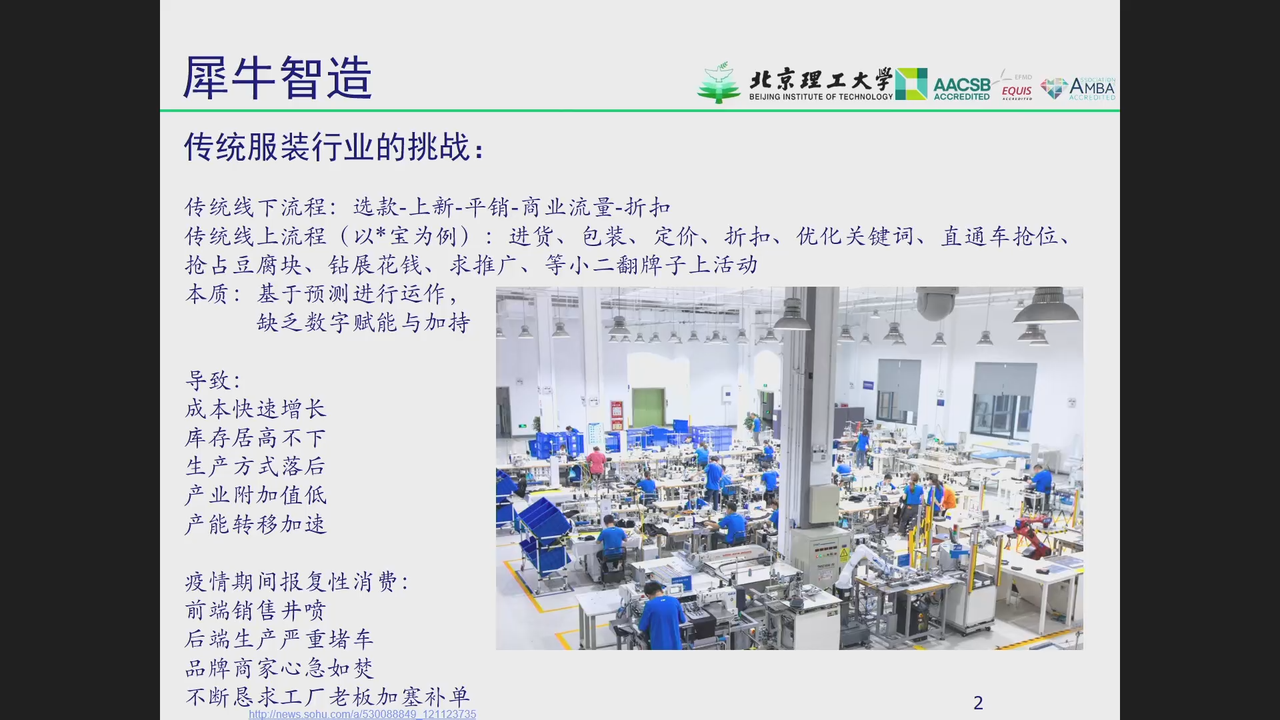 犀牛智造
北京理工大學
BEIJING INSTITUTE OF TECHNOLOGY
AACSB
ACCREDITED
EFMD
EQUIS
ACCREDITED
ASSOCIATION
AMBA
ACCREDITED
传统服装行业的挑战：
传统线下流程：选款-上新-平销-商业流量-折扣
传统线上流程（以*宝为例）：进货、包装、定价、折扣、优化关键词、直通车抢位、
抢占豆腐块、钻展花钱、求推广、等小二翻牌子上活动
本质：基于预测进行运作，
缺乏数字赋能与加持
导致：
成本快速增长
库存居高不下
生产方式落后
产业附加值低
产能转移加速
疫情期间报复性消费：
前端销售井喷
后端生产严重堵车
品牌商家心急如焚
不断恳求工厂老板加塞补单
http://news.sohu.com/a/530088849_121123735
2